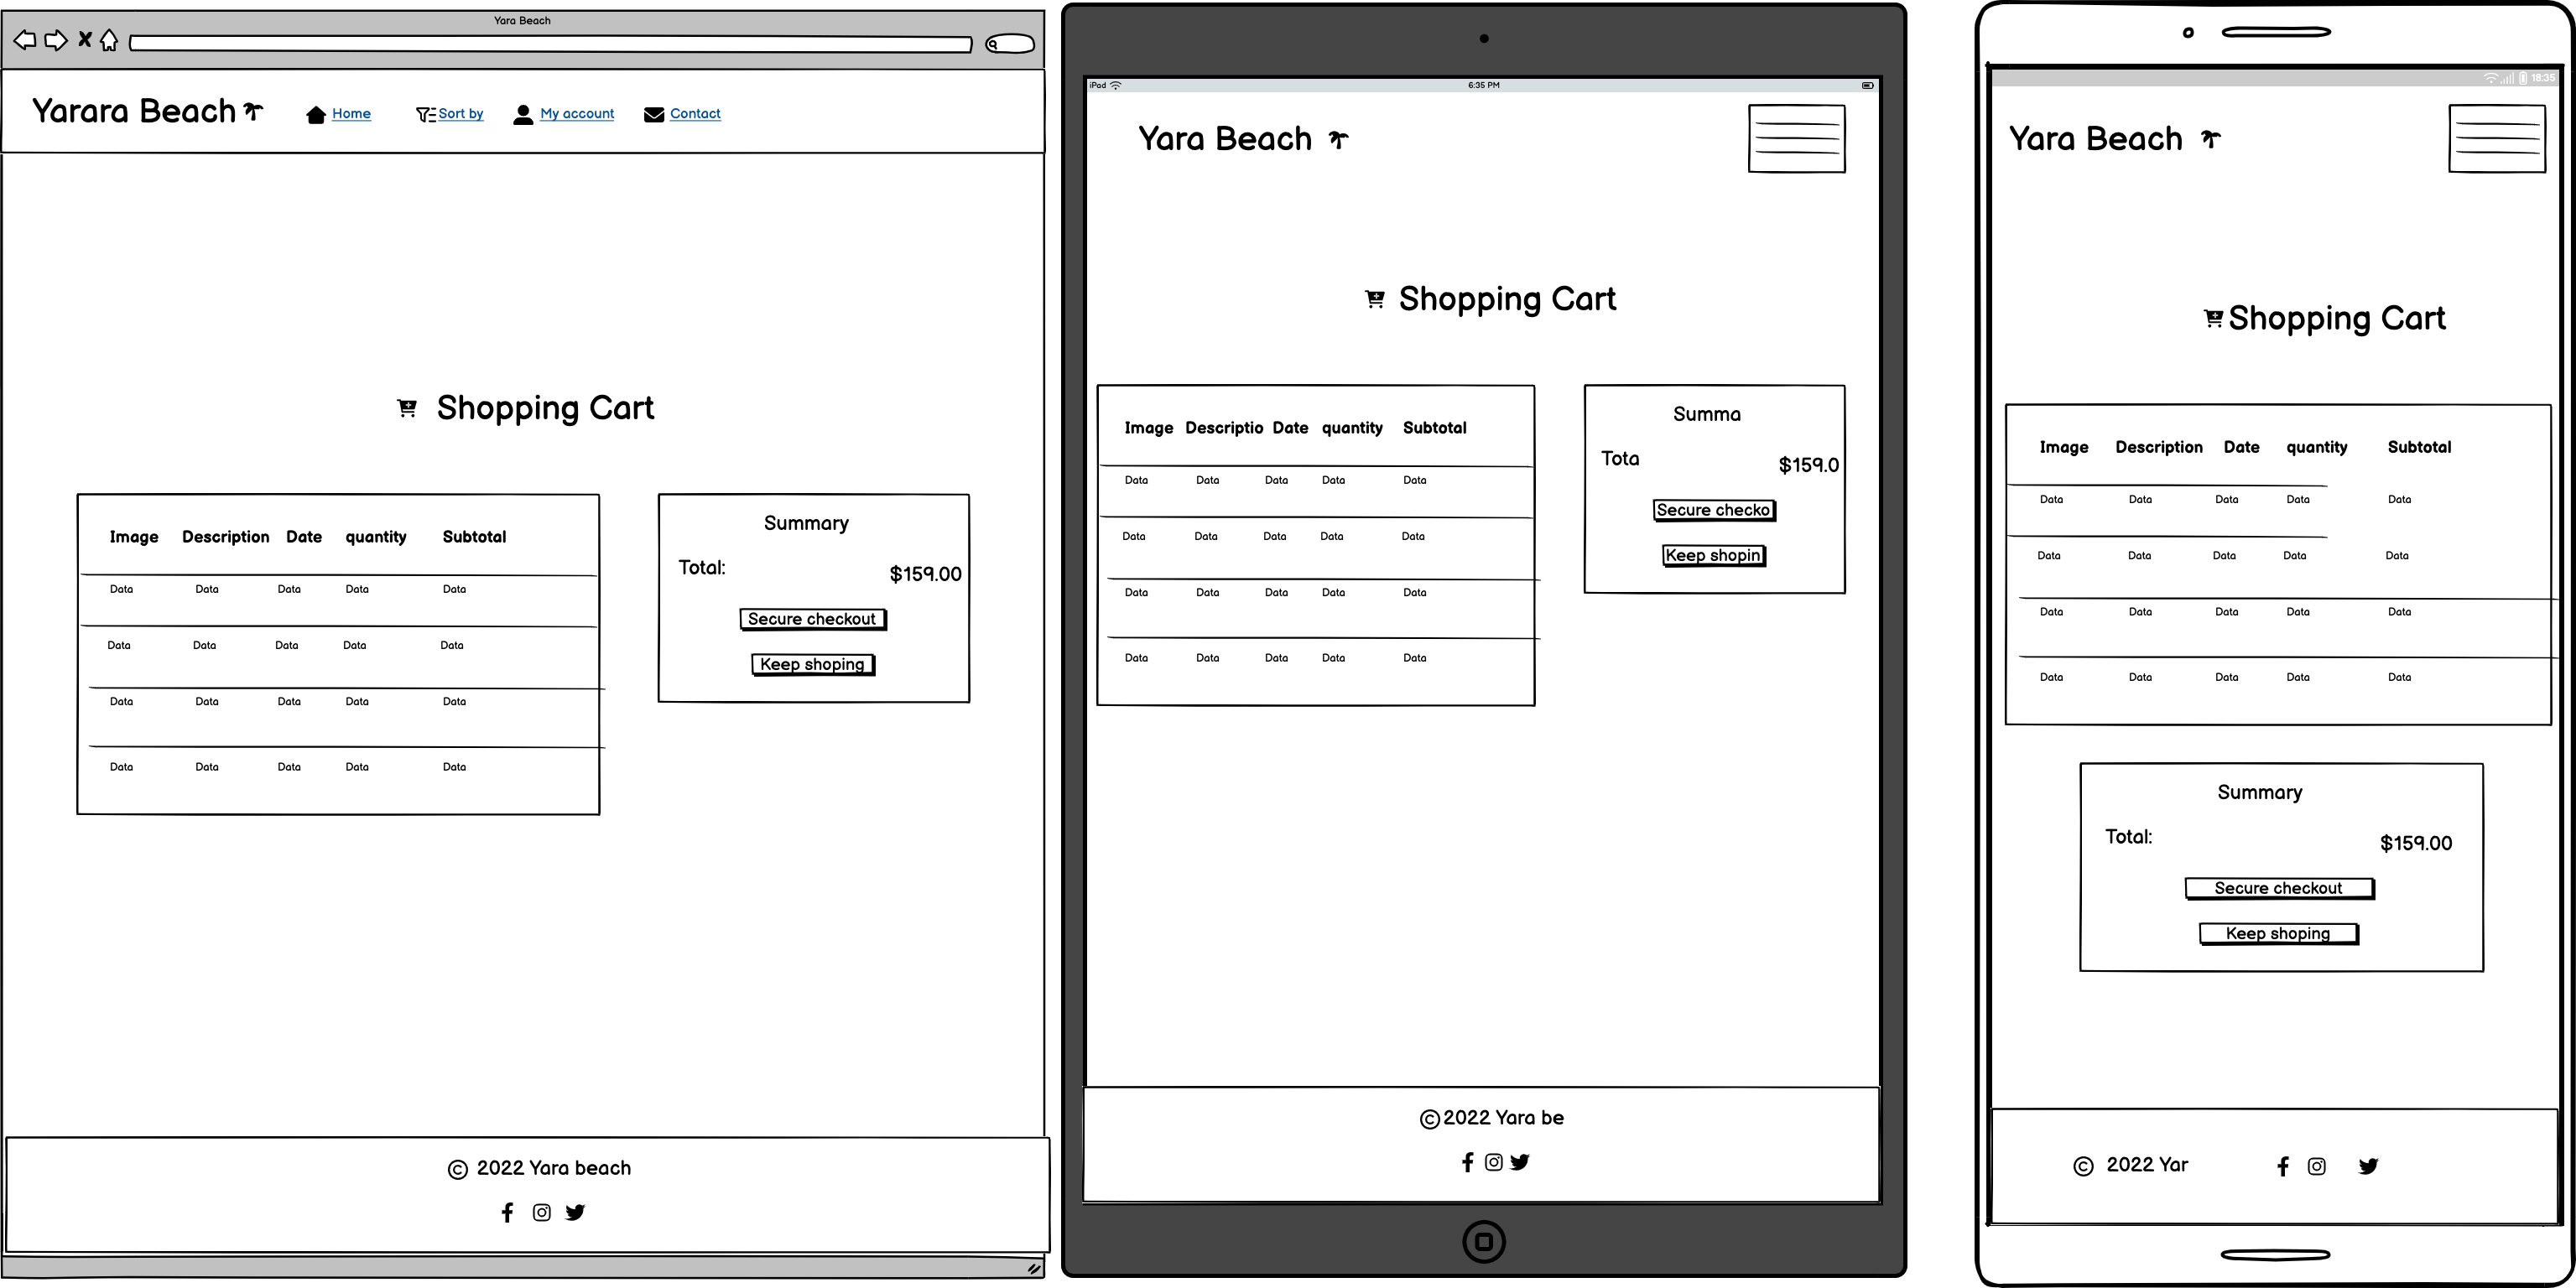 Yara Beach
Yarara Beach Home Sort by My account Contact
Shopping Cart
Image Description Date quantity Subtotal
Data Data Data Data Data
Data Data Data Data Data
Data Data Data Data Data
Data Data Data Data Data
Summary
Total: $159.00
Secure checkout
Keep shoping
© 2022 Yara beach
iPad 6:35 PM
Yara Beach
Shopping Cart
Image Descriptio Date quantity Subtotal
Data Data Data Data Data
Data Data Data Data Data
Data Data Data Data Data
Data Data Data Data Data
Summa
Tota $159.0
Secure checko
Keep shopin
© 2022 Yara be
18:35
Yara Beach
Shopping Cart
Image Description Date quantity Subtotal
Data Data Data Data Data
Data Data Data Data Data
Data Data Data Data Data
Data Data Data Data Data
Summary
Total: $159.00
Secure checkout
Keep shoping
© 2022 Yar